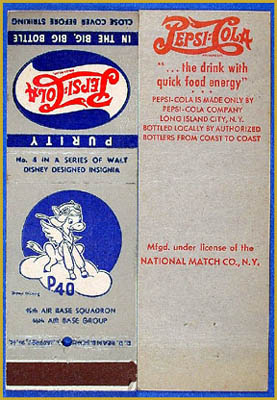 CLOSE COVER BEFORE STRIKING
IN THE BIG, BIG BOTTLE
PEPSI-COLA
PURITY
No. 4 IN A SERIES OF WALT
DISNEY DESIGNED INSIGNIA
P40
AIR BASE SQUADRON
AIR BASE GROUP
PEPSI-COLA
"...the drink with
quick food energy"
PEPSI-COLA IS MADE ONLY BY
PEPSI-COLA COMPANY
LONG ISLAND CITY, N.Y.
BOTTLED LOCALLY BY AUTHORIZED
BOTTLERS FROM COAST TO COAST
Mfgd. under license of the
NATIONAL MATCH CO., N.Y.